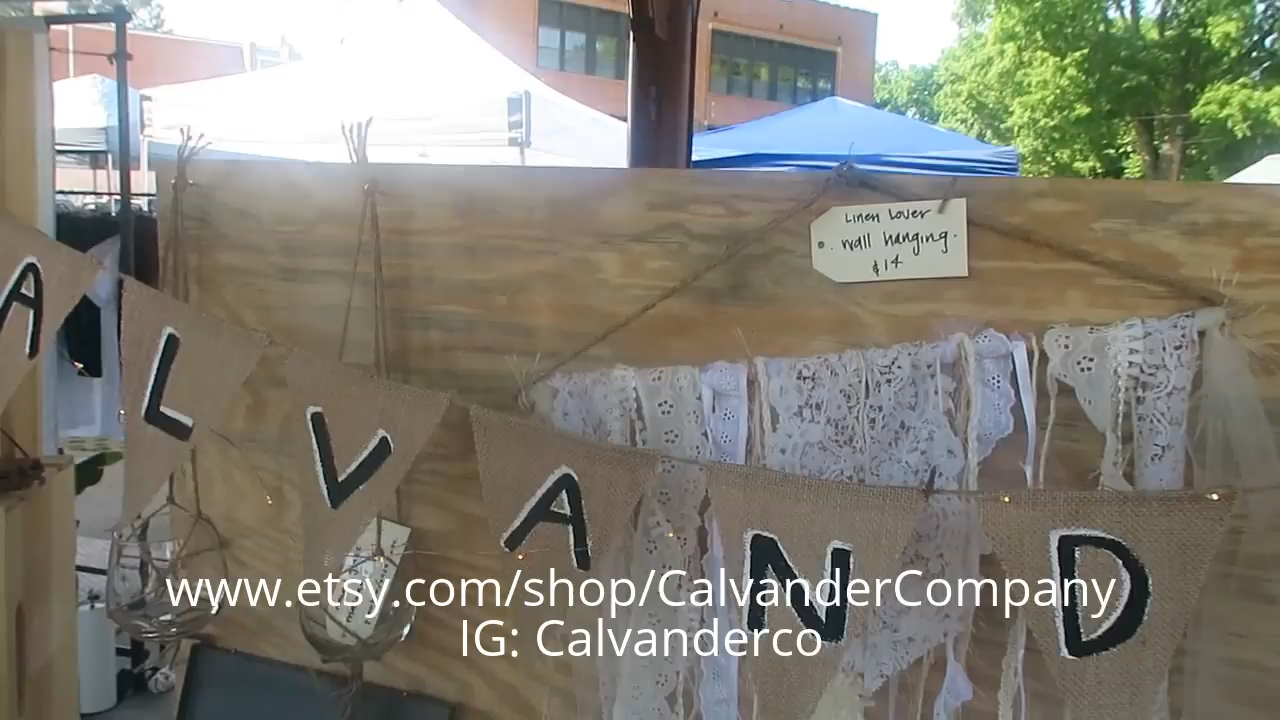 Linen Lover
wall hanging.
$14
A L V A N D
www.etsy.com/shop/CalvanderCompany
IG: Calvanderco